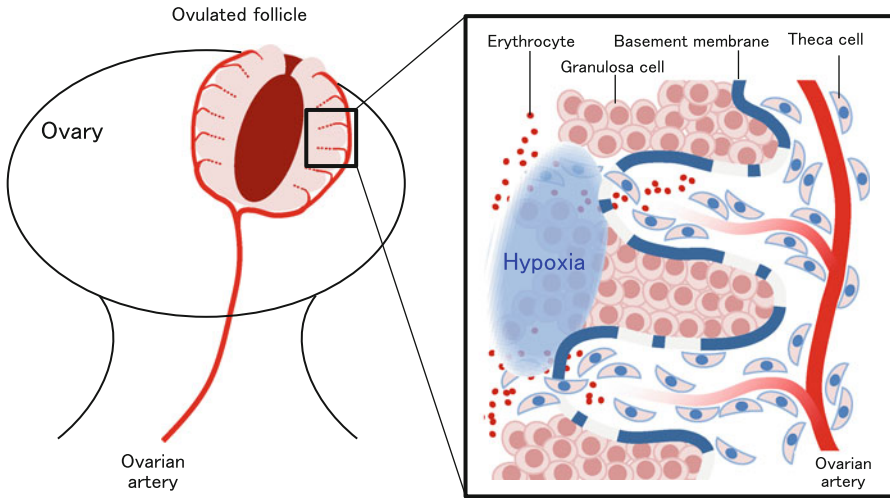 Ovulated follicle
Ovary
Ovarian
artery
Erythrocyte
Basement membrane
Theca cell
Granulosa cell
Hypoxia
Ovarian
artery